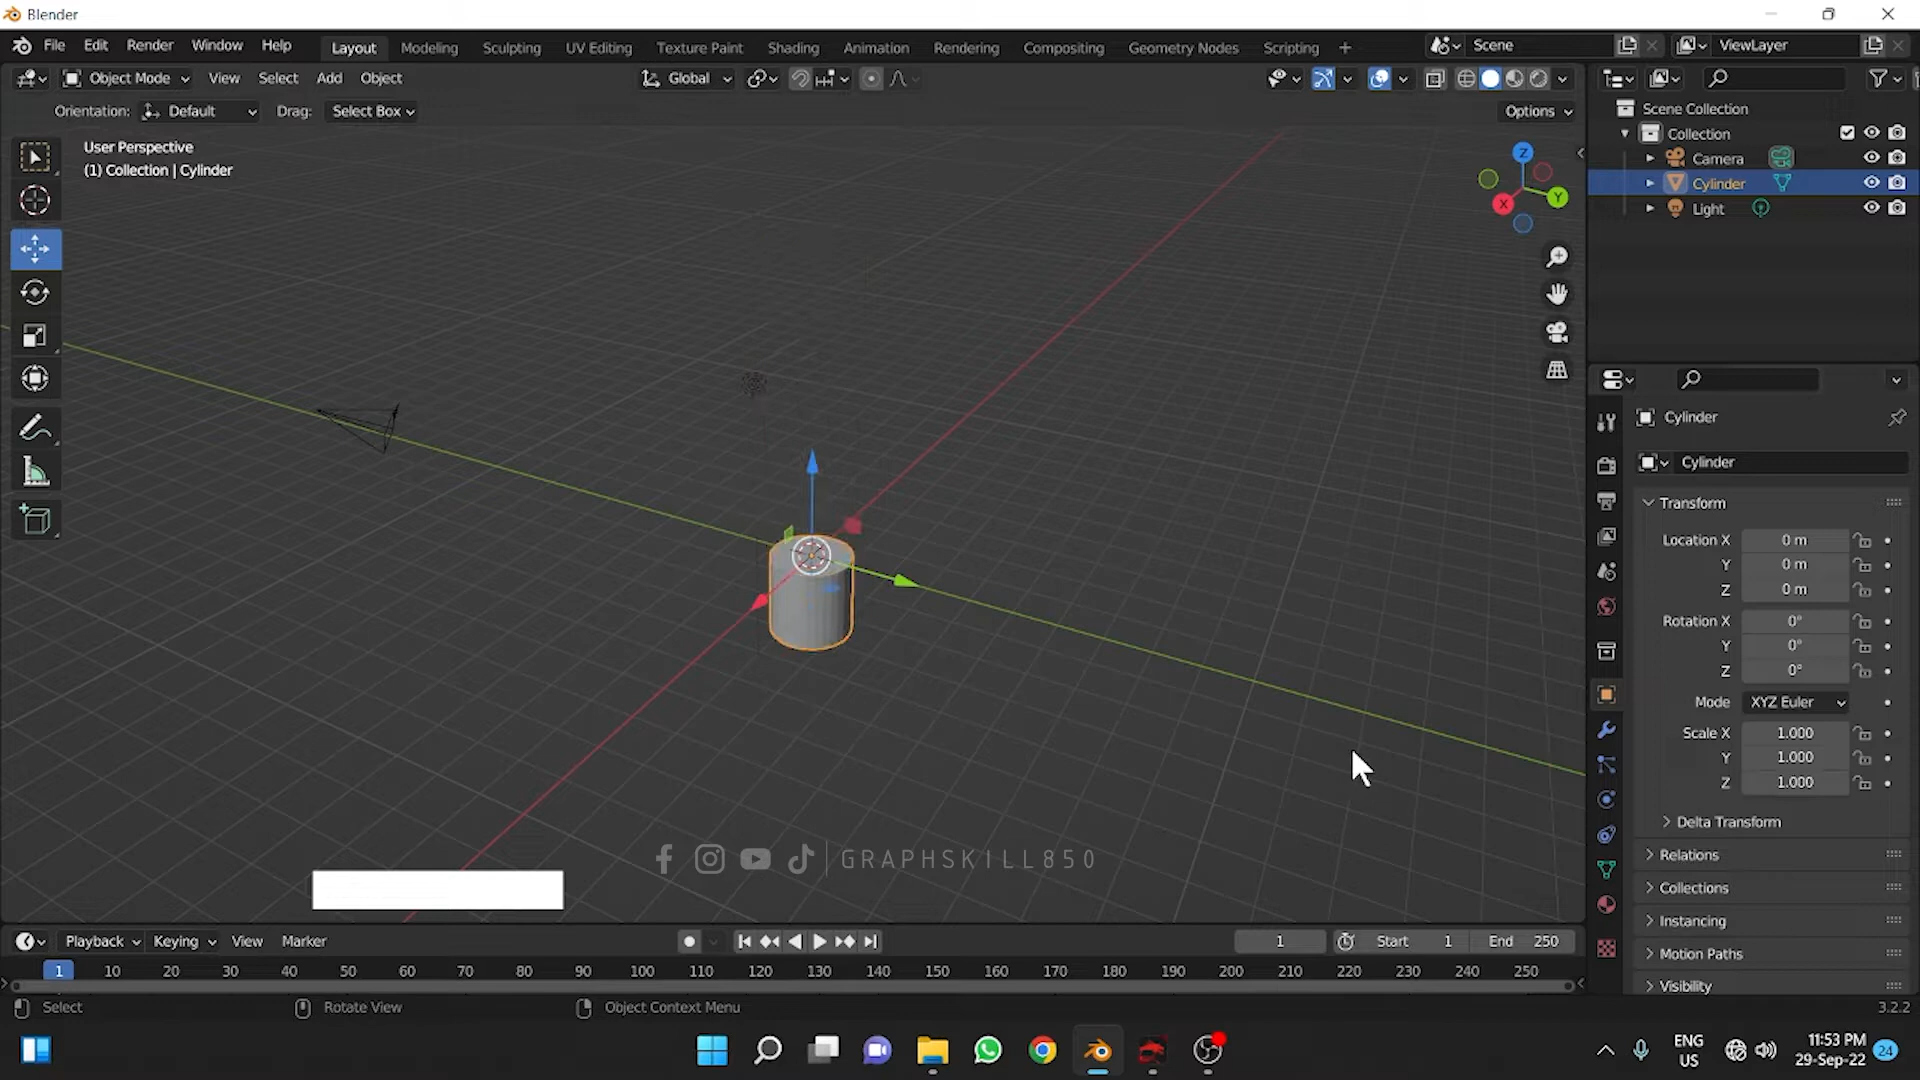 Blender
File Edit Render Window Help Layout Modeling Sculpting UV Editing Texture Paint Shading Animation Rendering Compositing Geometry Nodes Scripting + Scene ViewLayer
Object Mode View Select Add Object Global
Orientation: Default Drag: Select Box Options
User Perspective
(1) Collection | Cylinder
Z
Y
X
Scene Collection
Collection
Camera
Cylinder
Light
Cylinder
Cylinder
Transform
Location X 0 m
Y 0 m
Z 0 m
Rotation X 0°
Y 0°
Z 0°
Mode XYZ Euler
Scale X 1.000
Y 1.000
Z 1.000
Delta Transform
Relations
Collections
Instancing
Motion Paths
Visibility
GRAPHSKILL850
Playback Keying View Marker 1 Start 1 End 250
1 10 20 30 40 50 60 70 80 90 100 110 120 130 140 150 160 170 180 190 200 210 220 230 240 250
Select Rotate View Object Context Menu 3.2.2
ENG
US
11:53 PM
29-Sep-22
24